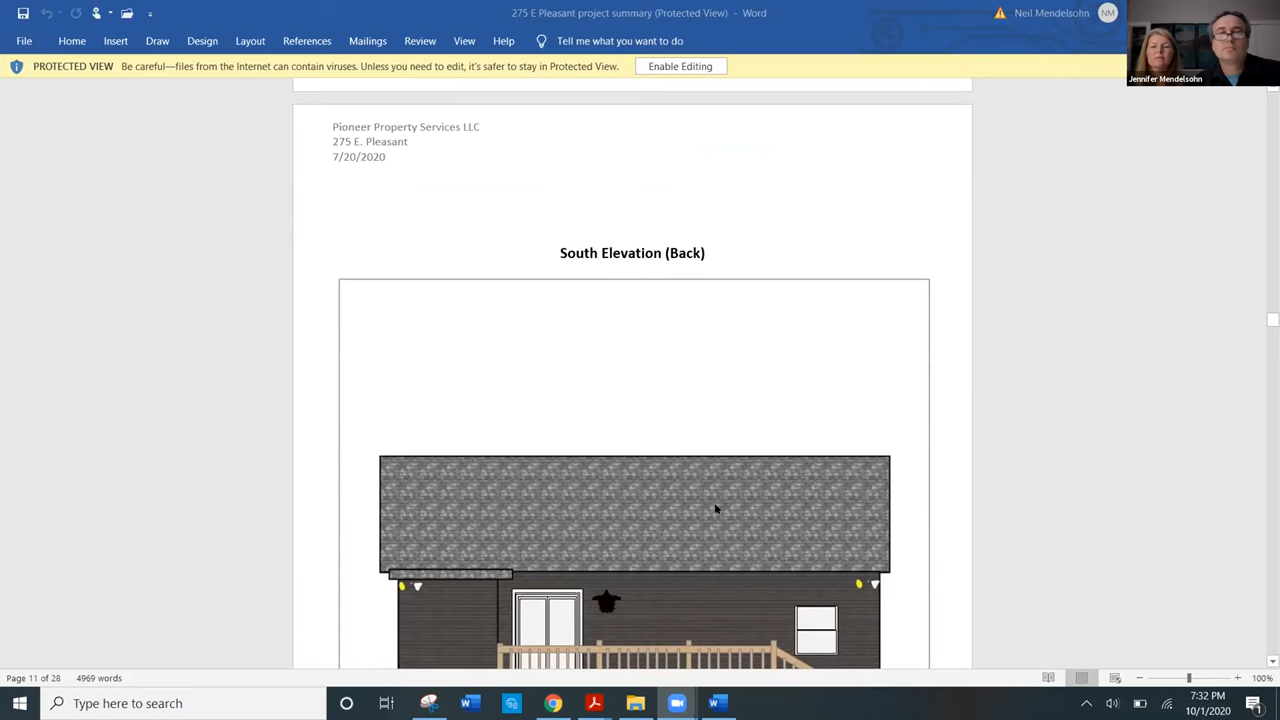 275 E Pleasant project summary (Protected View) - Word
Neil Mendelsohn
NM
File Home Insert Draw Design Layout References Mailings Review View Help Tell me what you want to do
PROTECTED VIEW Be careful—files from the Internet can contain viruses. Unless you need to edit, it's safer to stay in Protected View. Enable Editing
Jennifer Mendelsohn
Pioneer Property Services LLC
275 E. Pleasant
7/20/2020
South Elevation (Back)
Page 11 of 28 4969 words
100%
Type here to search
7:32 PM
10/1/2020
1